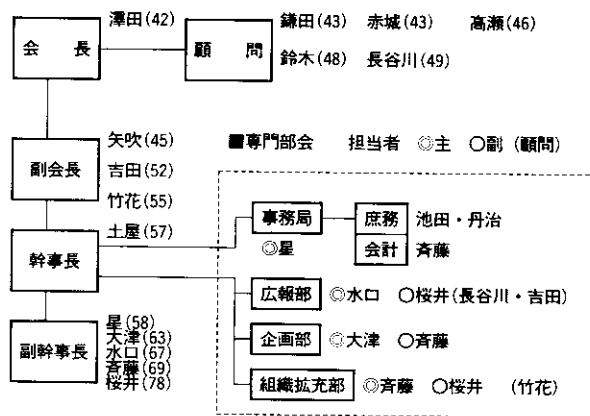 澤田(42)
会 長
顧 問
鎌田(43) 赤城(43) 高瀬(46)
鈴木(48) 長谷川(49)
副会長
矢吹(45)
吉田(52)
竹花(55)
幹事長
土屋(57)
副幹事長
星(58)
大津(63)
水口(67)
斉藤(69)
桜井(78)
■専門部会 担当者 ◎主 ○副 (顧問)
事務局
◎星
庶務 池田・丹治
会計 斉藤
広報部 ◎水口 ○桜井(長谷川・吉田)
企画部 ◎大津 ○斉藤
組織拡充部 ◎斉藤 ○桜井 (竹花)